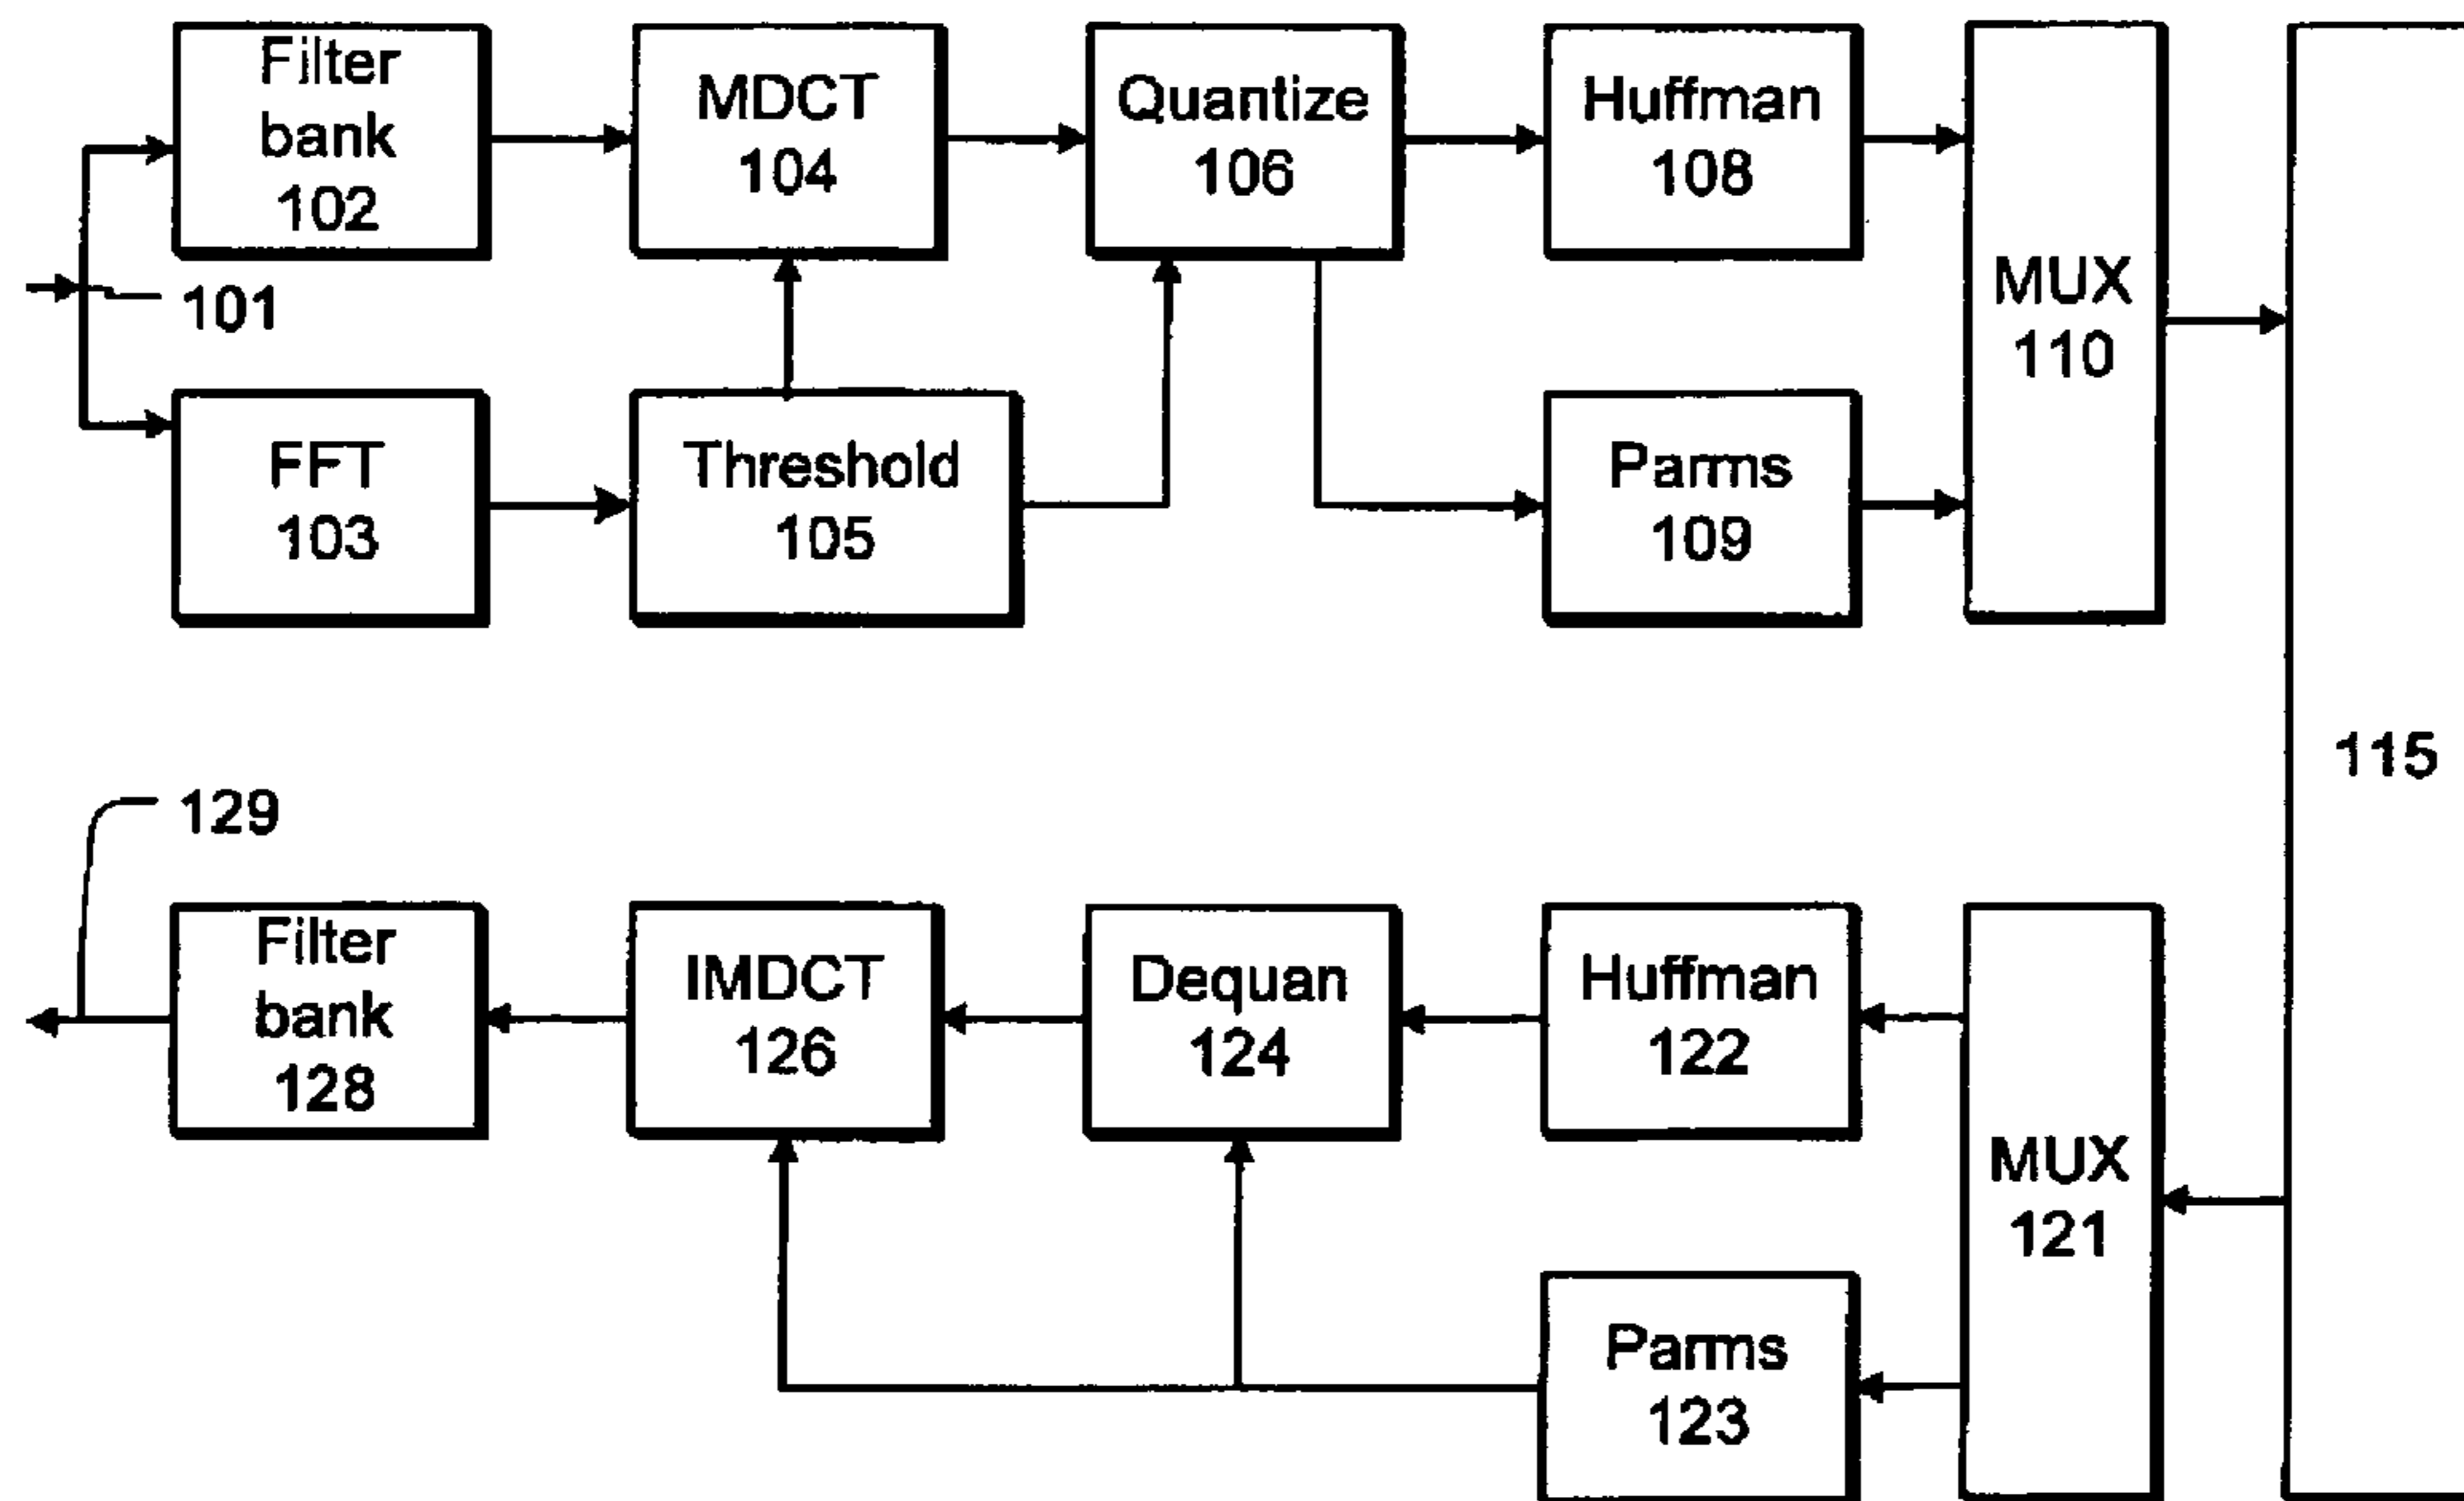 Filter
bank
102
MDCT
104
Quantize
106
Huffman
108
MUX
110
101
FFT
103
Threshold
105
Parms
109
115
129
Filter
bank
128
IMDCT
126
Dequan
124
Huffman
122
MUX
121
Parms
123